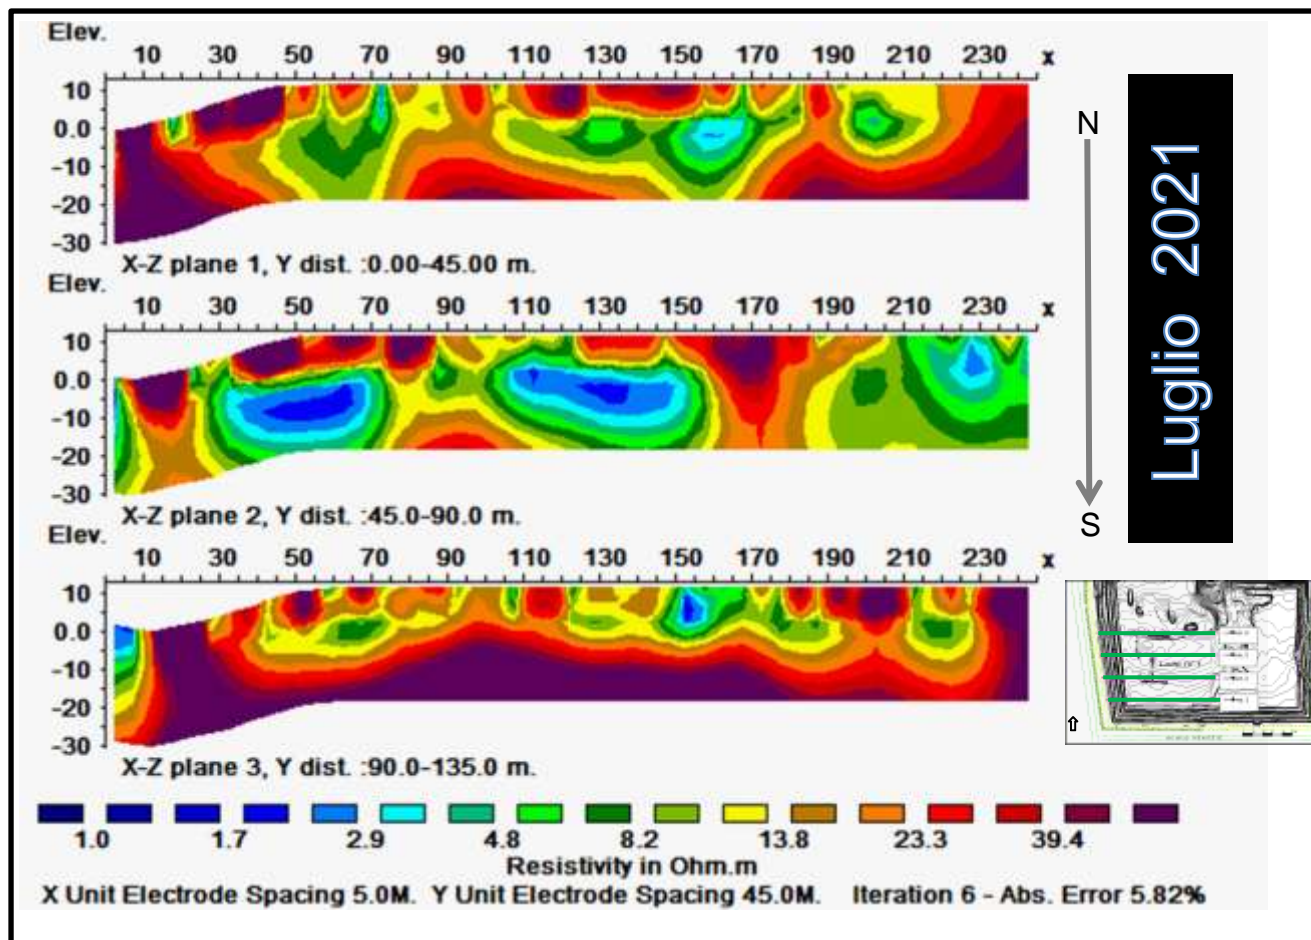 Elev.
10 30 50 70 90 110 130 150 170 190 210 230 x
10
0.0
-10
-20
-30
X-Z plane 1, Y dist. :0.00-45.00 m.
Elev.
10 30 50 70 90 110 130 150 170 190 210 230 x
10
0.0
-10
-20
-30
X-Z plane 2, Y dist. :45.0-90.0 m.
Elev.
10 30 50 70 90 110 130 150 170 190 210 230 x
10
0.0
-10
-20
-30
X-Z plane 3, Y dist. :90.0-135.0 m.
1.0 1.7 2.9 4.8 8.2 13.8 23.3 39.4
Resistivity in Ohm.m
X Unit Electrode Spacing 5.0M. Y Unit Electrode Spacing 45.0M. Iteration 6 - Abs. Error 5.82%
N
S
Luglio 2021